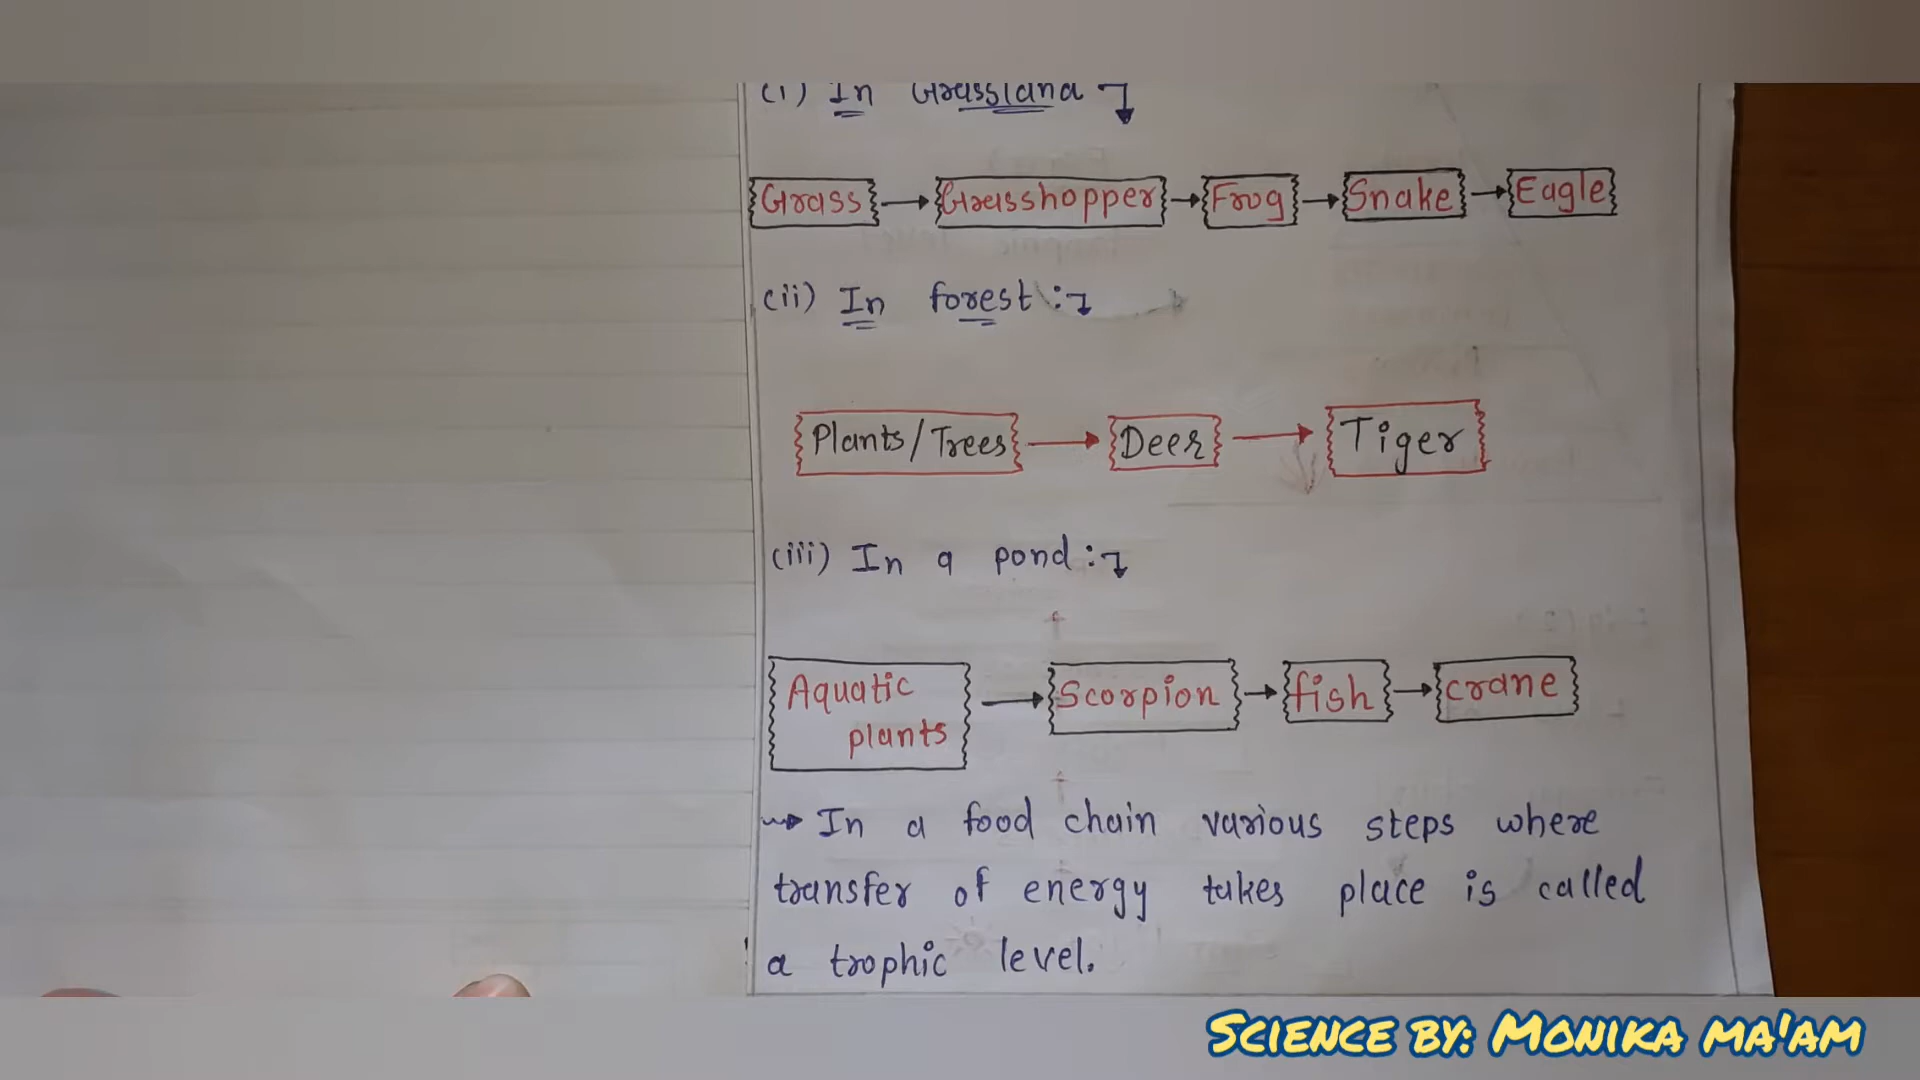 (i) In Grassland
Grass → Grasshopper → Frog → Snake → Eagle
(ii) In forest :
Plants/Trees → Deer → Tiger
(iii) In a pond :
Aquatic plants → Scorpion → fish → crane
In a food chain various steps where
transfer of energy takes place is called
a trophic level.
SCIENCE BY: MONIKA MA'AM